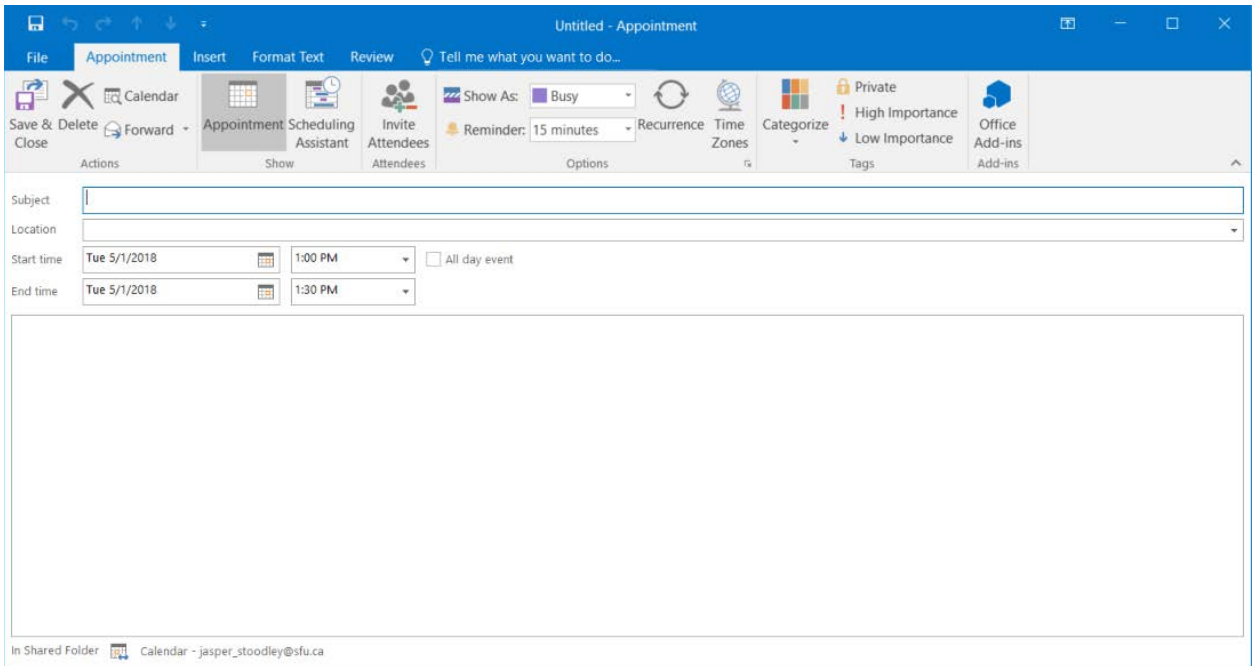 Untitled - Appointment
File Appointment Insert Format Text Review Tell me what you want to do...
Save & Close Delete Calendar Forward Appointment Scheduling Assistant Invite Attendees Show As: Busy Reminder: 15 minutes Recurrence Time Zones Categorize Private High Importance Low Importance Office Add-ins
Actions Show Attendees Options Tags Add-ins
Subject
Location
Start time Tue 5/1/2018 1:00 PM All day event
End time Tue 5/1/2018 1:30 PM
In Shared Folder Calendar - jasper_stoodley@sfu.ca